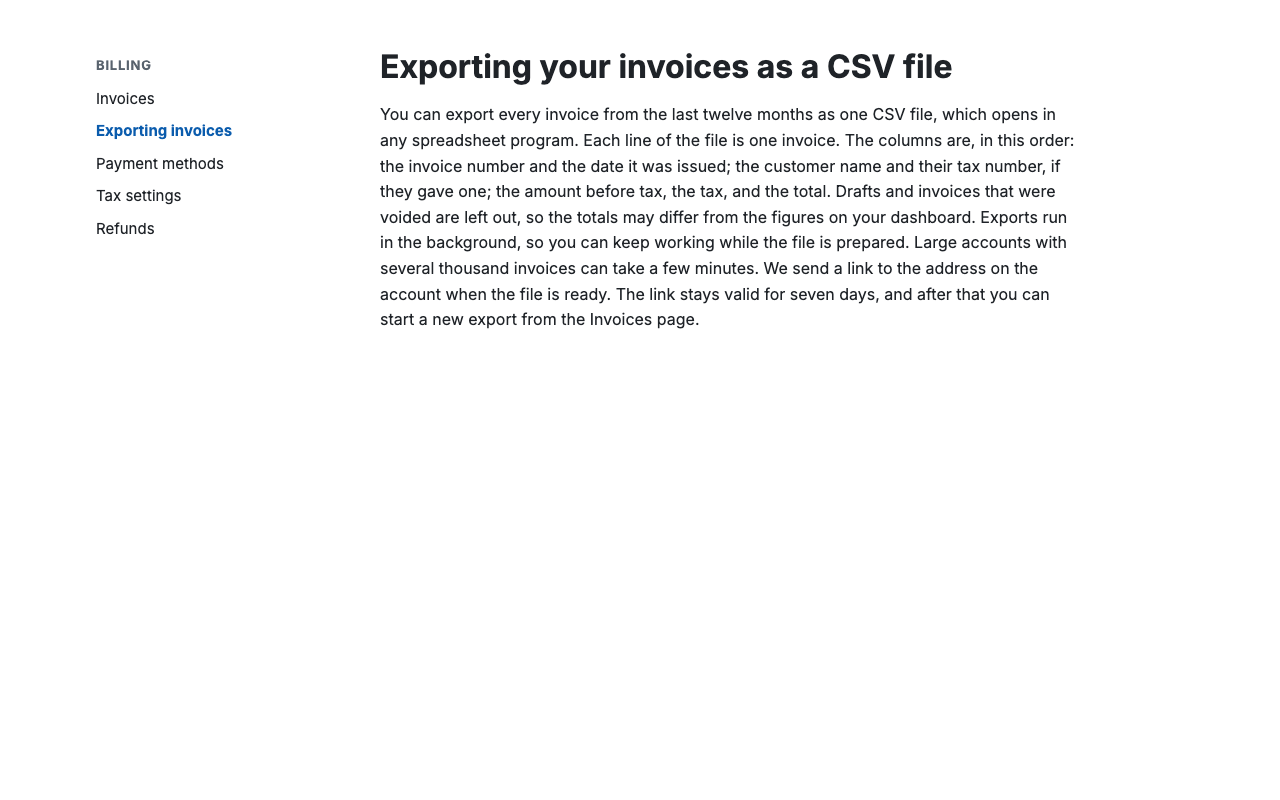 BILLING
Invoices
Exporting invoices
Payment methods
Tax settings
Refunds
Exporting your invoices as a CSV file
You can export every invoice from the last twelve months as one CSV file, which opens in
any spreadsheet program. Each line of the file is one invoice. The columns are, in this order:
the invoice number and the date it was issued; the customer name and their tax number, if
they gave one; the amount before tax, the tax, and the total. Drafts and invoices that were
voided are left out, so the totals may differ from the figures on your dashboard. Exports run
in the background, so you can keep working while the file is prepared. Large accounts with
several thousand invoices can take a few minutes. We send a link to the address on the
account when the file is ready. The link stays valid for seven days, and after that you can
start a new export from the Invoices page.